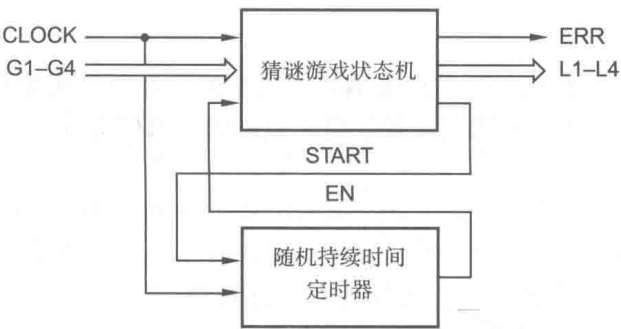 CLOCK
G1–G4
猜谜游戏状态机
ERR
L1–L4
START
EN
随机持续时间
定时器